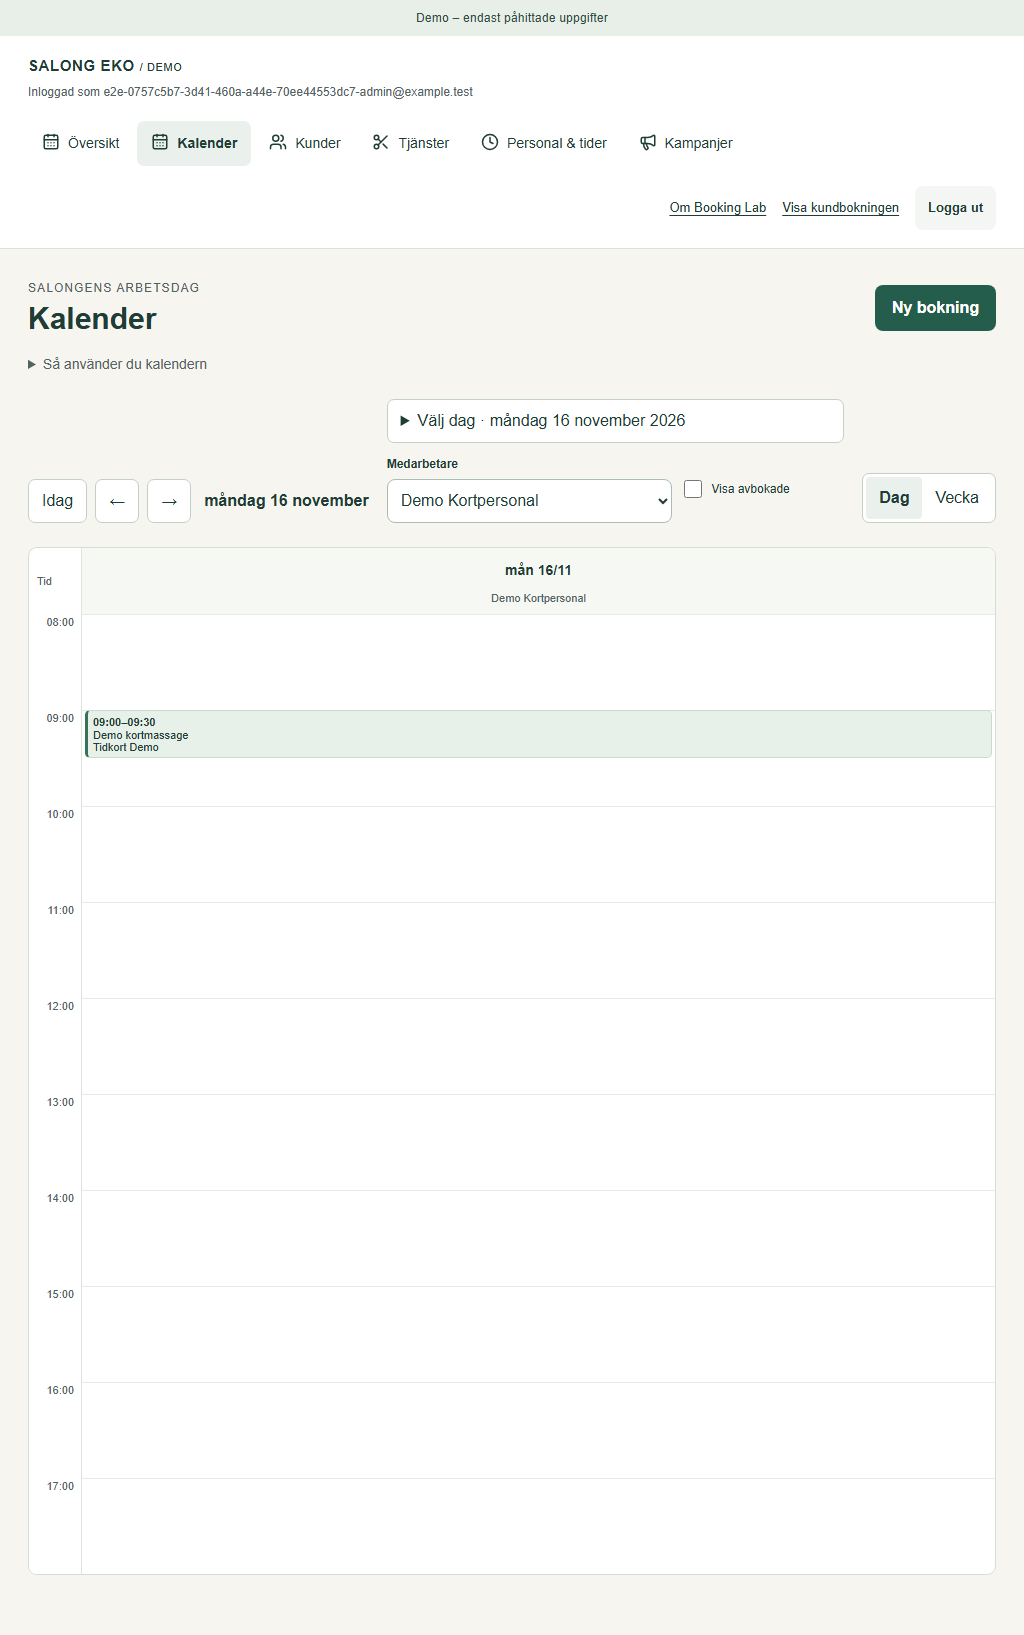 Demo – endast påhittade uppgifter
SALONG EKO / DEMO
Inloggad som e2e-0757c5b7-3d41-460a-a44e-70ee44553dc7-admin@example.test
Översikt Kalender Kunder Tjänster Personal & tider Kampanjer
Om Booking Lab Visa kundbokningen Logga ut
SALONGENS ARBETSDAG
Kalender
Ny bokning
Så använder du kalendern
Välj dag · måndag 16 november 2026
Medarbetare
Idag ← → måndag 16 november Demo Kortpersonal Visa avbokade Dag Vecka
Tid
mån 16/11
Demo Kortpersonal
08:00
09:00
09:00–09:30
Demo kortmassage
Tidkort Demo
10:00
11:00
12:00
13:00
14:00
15:00
16:00
17:00